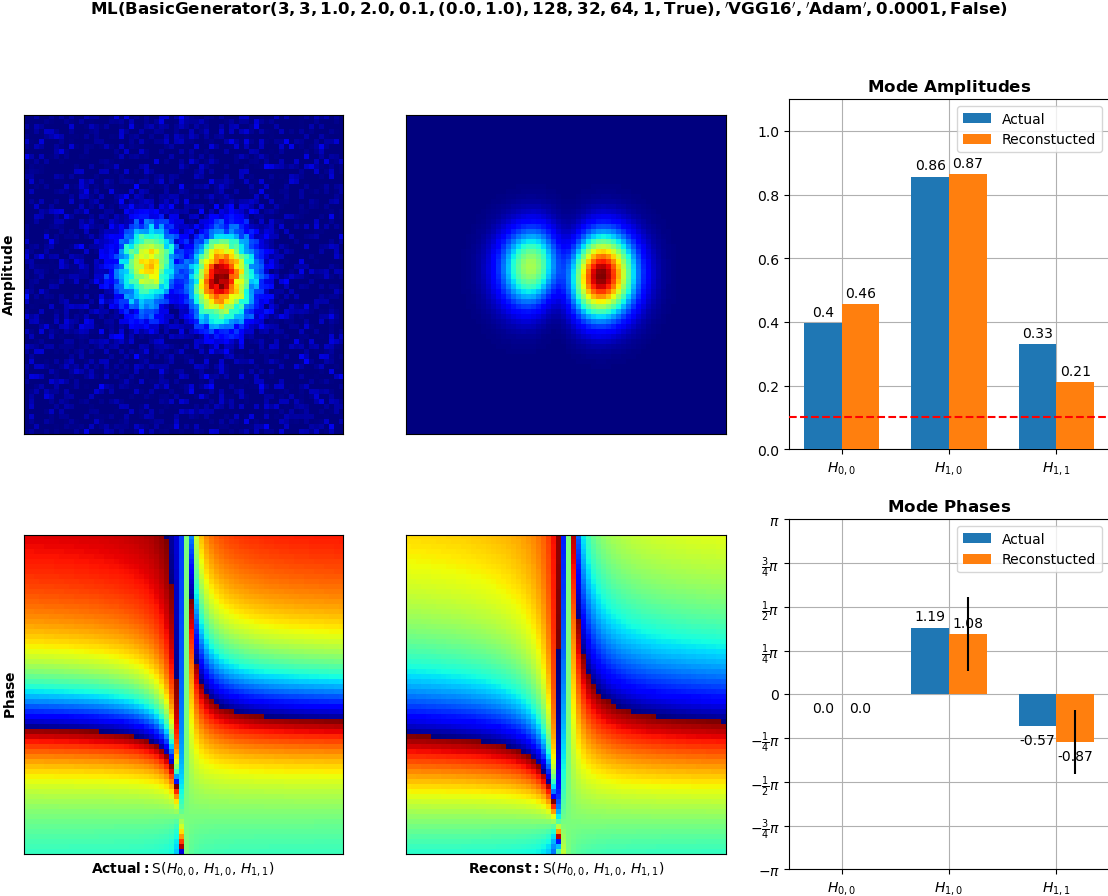 ML(BasicGenerator(3, 3, 1.0, 2.0, 0.1, (0.0, 1.0), 128, 32, 64, 1, True), ′VGG16′, ′Adam′, 0.0001, False)
Amplitude
Mode Amplitudes
Actual
Reconstucted
1.0
0.8
0.6
0.4
0.2
0.0
0.4
0.46
0.86
0.87
0.33
0.21
H0,0
H1,0
H1,1
Phase
Actual: S(H0,0, H1,0, H1,1)
Reconst: S(H0,0, H1,0, H1,1)
Mode Phases
Actual
Reconstucted
π
3/4π
1/2π
1/4π
0
−1/4π
−1/2π
−3/4π
−π
0.0
0.0
1.19
1.08
-0.57
-0.87
H0,0
H1,0
H1,1